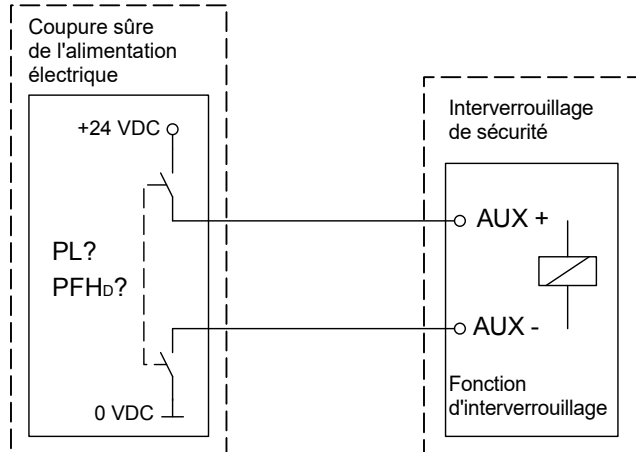 Coupure sûre
de l'alimentation
électrique
+24 VDC
PL?
PFHD?
0 VDC
Interverrouillage
de sécurité
AUX +
AUX -
Fonction
d'interverrouillage